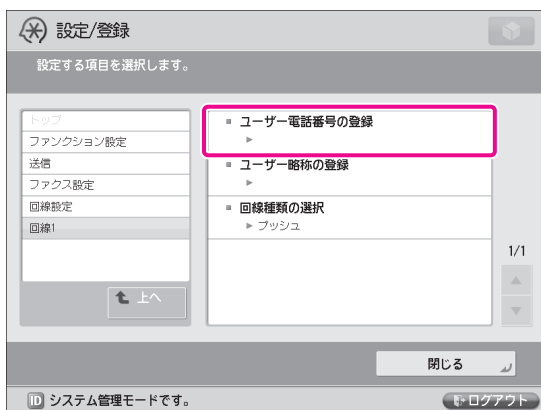 設定/登録
設定する項目を選択します。
トップ
ファンクション設定
送信
ファクス設定
回線設定
回線1
上へ
ユーザー電話番号の登録
ユーザー略称の登録
回線種類の選択
プッシュ
1/1
閉じる
ID システム管理モードです。
ログアウト